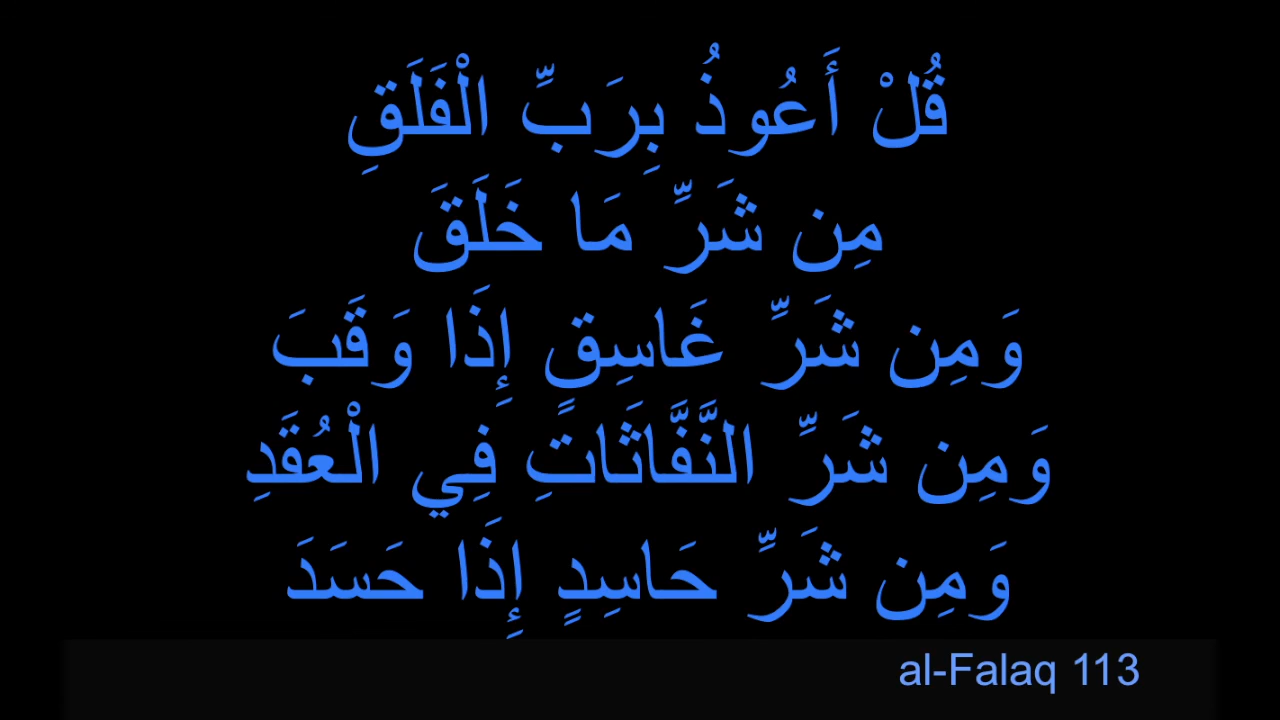 قُلْ أَعُوذُ بِرَبِّ الْفَلَقِ
مِن شَرِّ مَا خَلَقَ
وَمِن شَرِّ غَاسِقٍ إِذَا وَقَبَ
وَمِن شَرِّ النَّفَّاثَاتِ فِي الْعُقَدِ
وَمِن شَرِّ حَاسِدٍ إِذَا حَسَدَ
al-Falaq 113